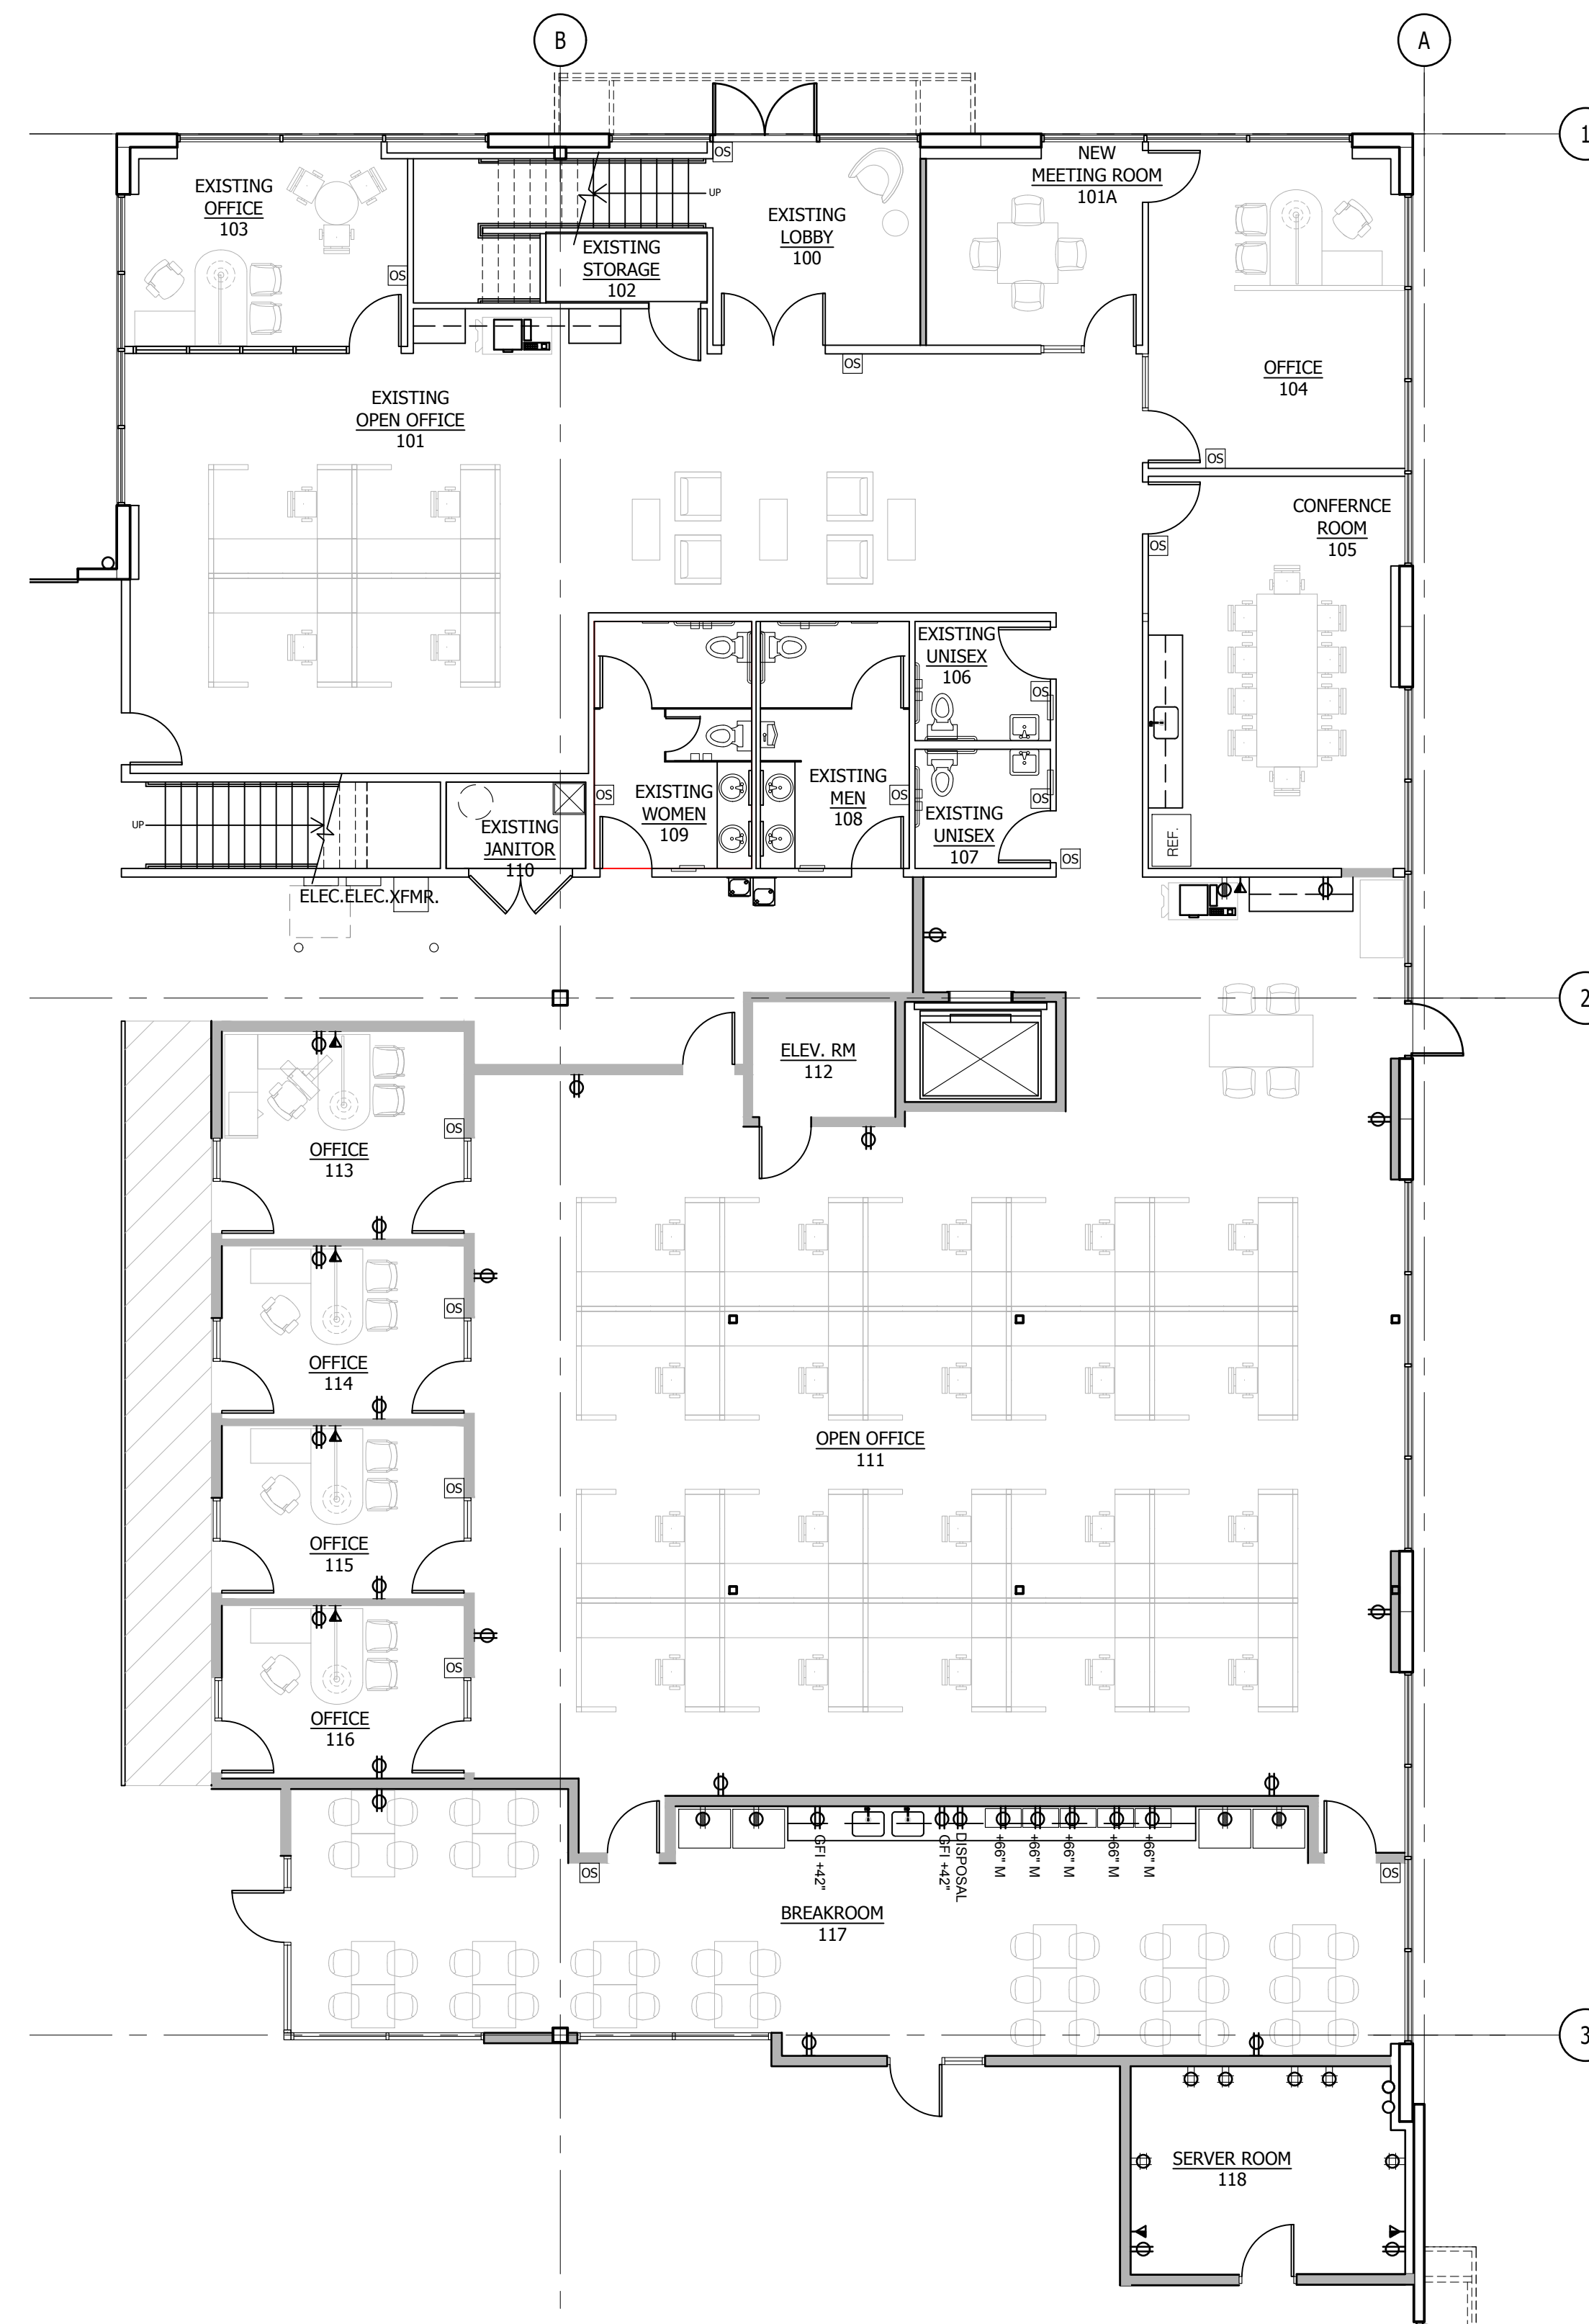 B
A
1
OS
NEW
MEETING ROOM
101A
EXISTING
OFFICE
103
UP
EXISTING
LOBBY
100
EXISTING
STORAGE
102
OS
OS
OFFICE
104
EXISTING
OPEN OFFICE
101
OS
CONFERNCE
ROOM
105
OS
EXISTING
UNISEX
106
OS
EXISTING
WOMEN
109
OS
EXISTING
MEN
108
OS
OS
EXISTING
UNISEX
107
OS
UP
EXISTING
JANITOR
110
REF.
ELEC.ELEC.XFMR.
2
ELEV. RM
112
OS
OFFICE
113
OS
OFFICE
114
OPEN OFFICE
111
OS
OFFICE
115
OS
OFFICE
116
GFI +42"
GFI +42"
DISPOSAL
+66" M
+66" M
+66" M
+66" M
+66" M
OS
OS
BREAKROOM
117
3
SERVER ROOM
118